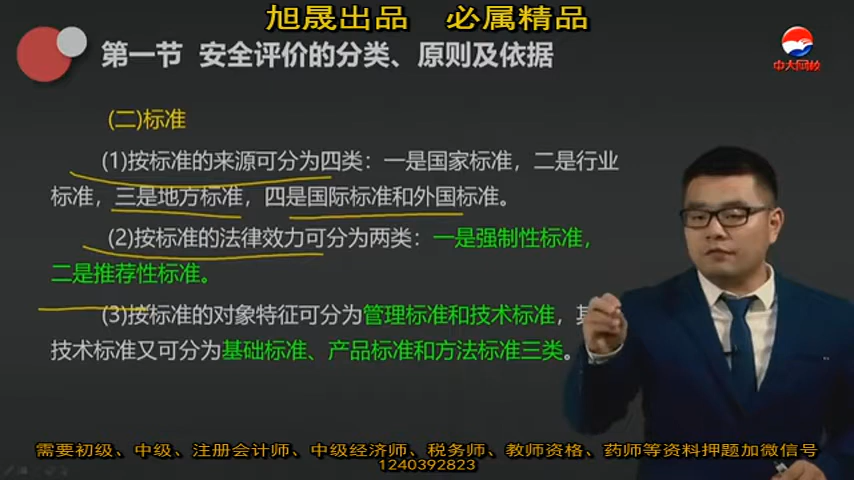 旭晟出品 必属精品
第一节 安全评价的分类、原则及依据
中大网校
(二)标准
(1)按标准的来源可分为四类：一是国家标准，二是行业
标准，三是地方标准，四是国际标准和外国标准。
(2)按标准的法律效力可分为两类：一是强制性标准，
二是推荐性标准。
(3)按标准的对象特征可分为管理标准和技术标准，其
技术标准又可分为基础标准、产品标准和方法标准三类。
需要初级、中级、注册会计师、中级经济师、税务师、教师资格、药师等资料押题加微信号
1240392823